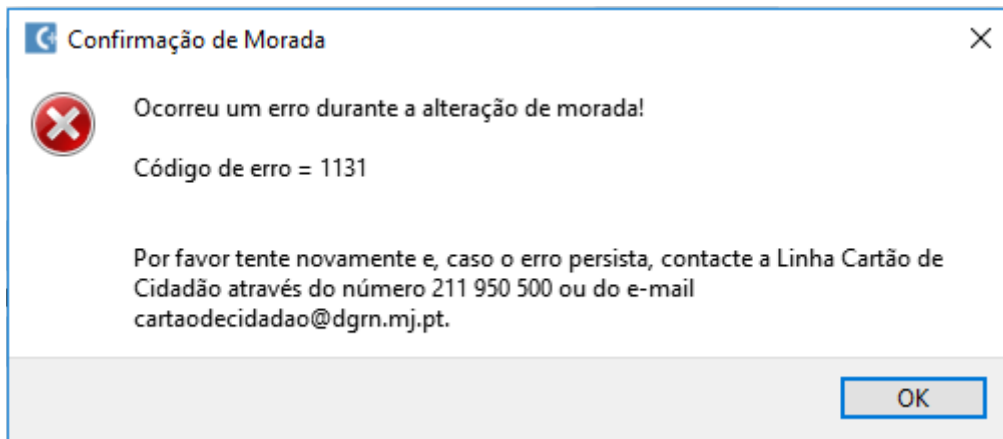 Confirmação de Morada
Ocorreu um erro durante a alteração de morada!
Código de erro = 1131
Por favor tente novamente e, caso o erro persista, contacte a Linha Cartão de
Cidadão através do número 211 950 500 ou do e-mail
cartaodecidadao@dgrn.mj.pt.
OK